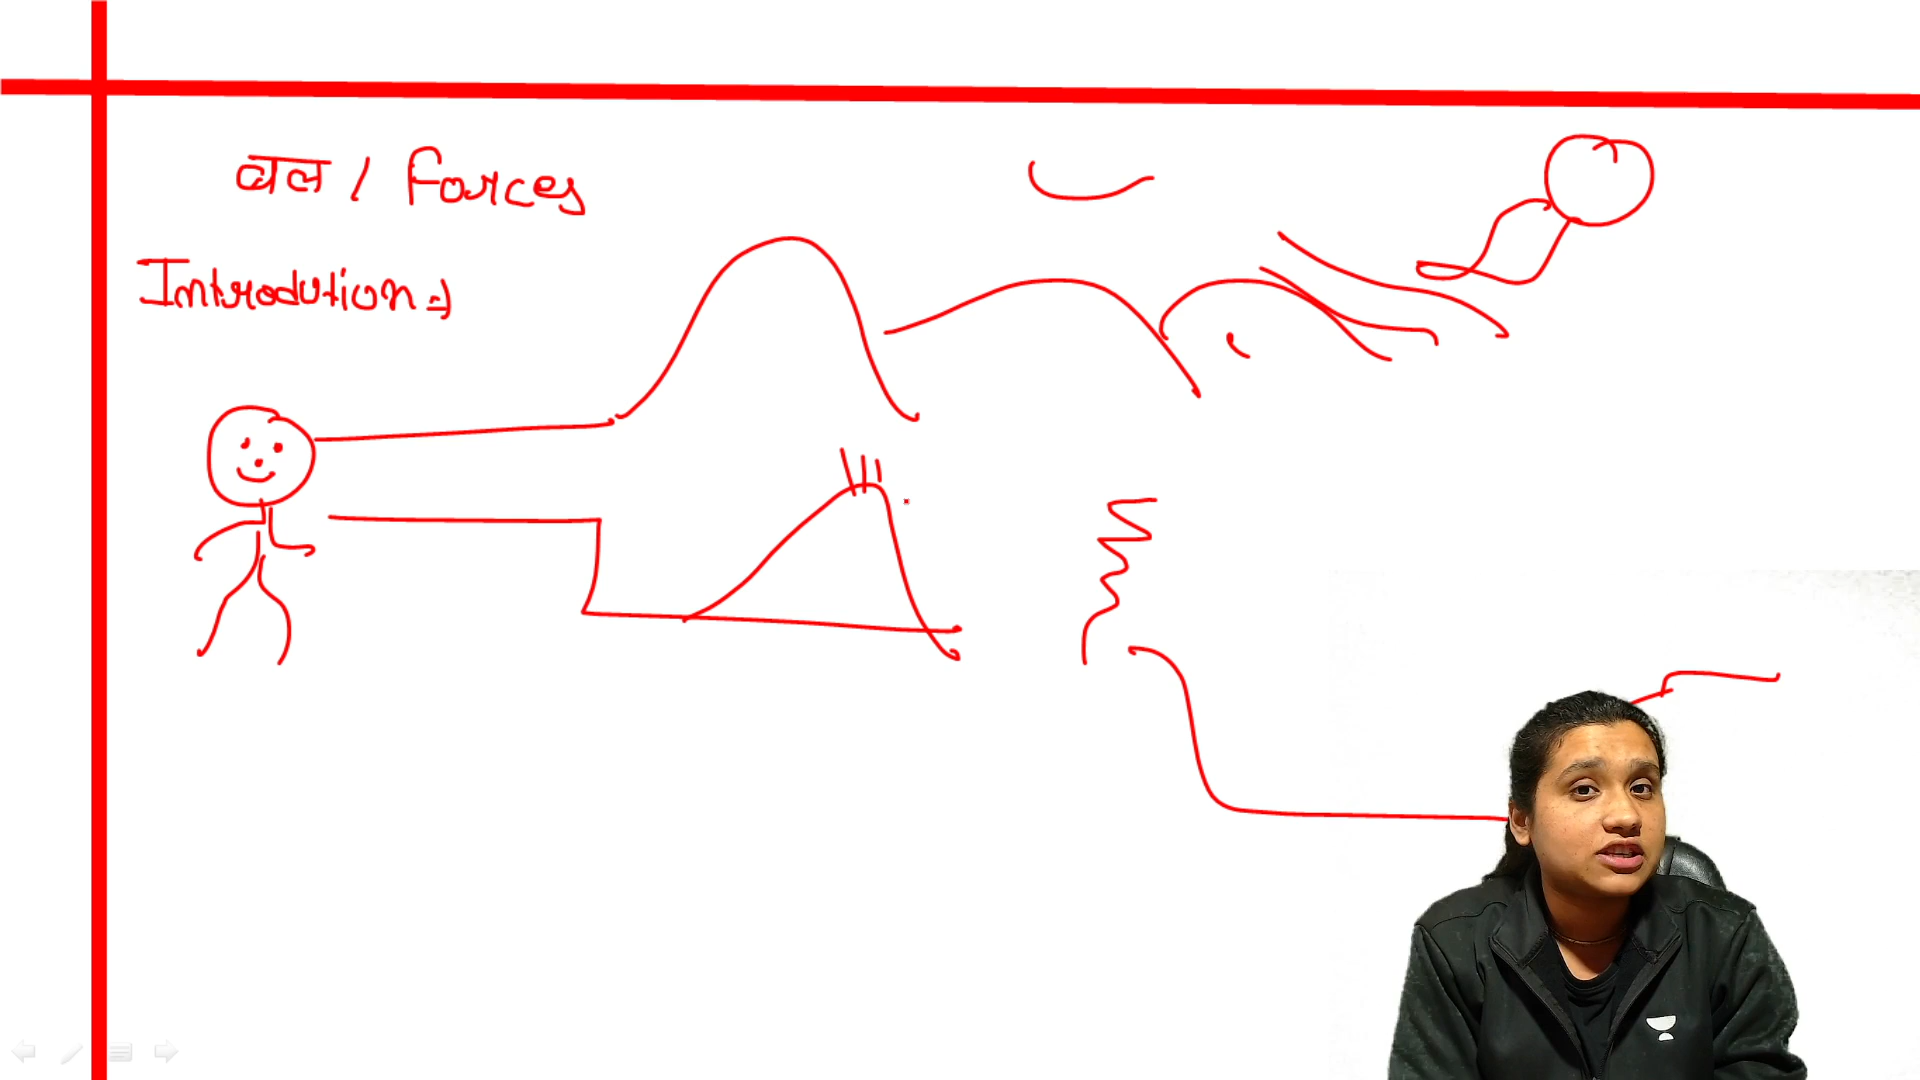 बल / Forces
Introdution :-)